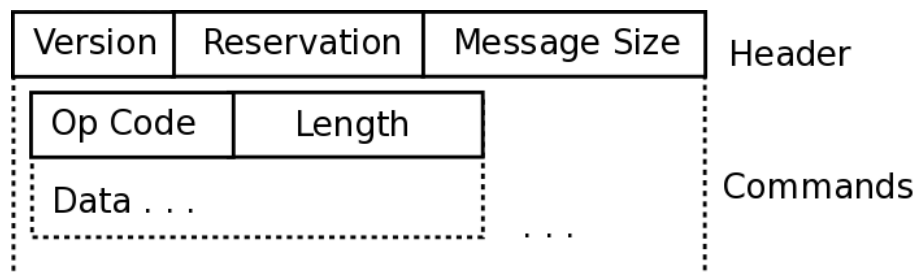 Version Reservation Message Size Header
Op Code Length
Commands
Data . . .
. . .